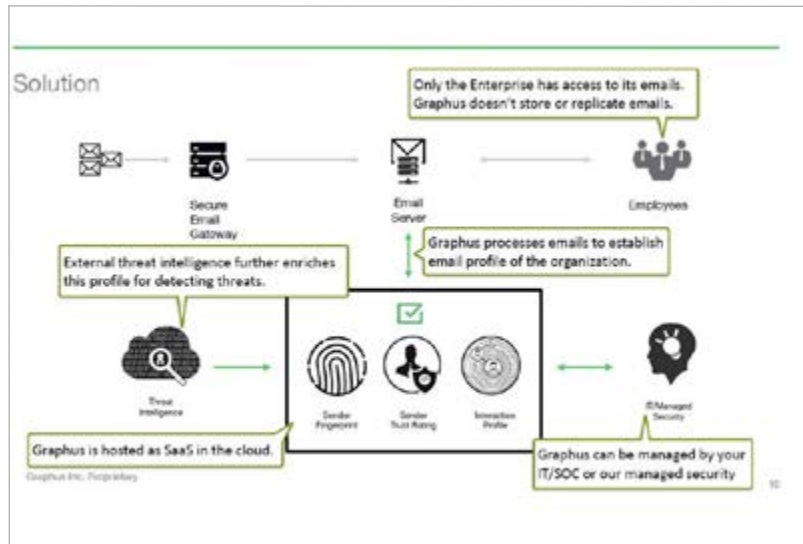 Solution
Only the Enterprise has access to its emails.
Graphus doesn't store or replicate emails.
Secure
Email
Gateway
Email
Server
Employees
Graphus processes emails to establish
email profile of the organization.
External threat intelligence further enriches
this profile for detecting threats.
Threat
Intelligence
Sender
Fingerprint
Sender
Trust Rating
Interaction
Profile
IT/Managed
Security
Graphus is hosted as SaaS in the cloud.
Graphus can be managed by your
IT/SOC or our managed security
Graphus Inc. Proprietary
10